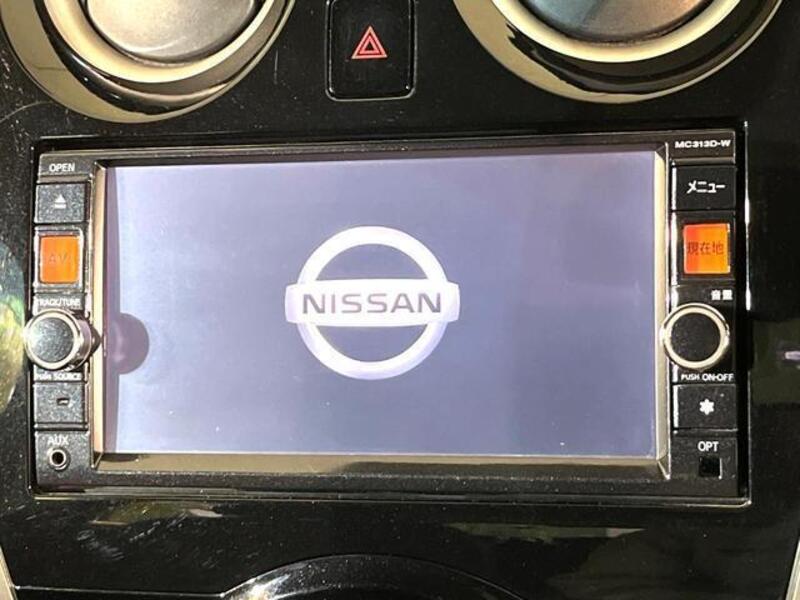 MC313D-W
OPEN
メニュー
AV
現在地
TRACK/TUNE
音量
NISSAN
PUSH SOURCE
PUSH ON-OFF
AUX
OPT